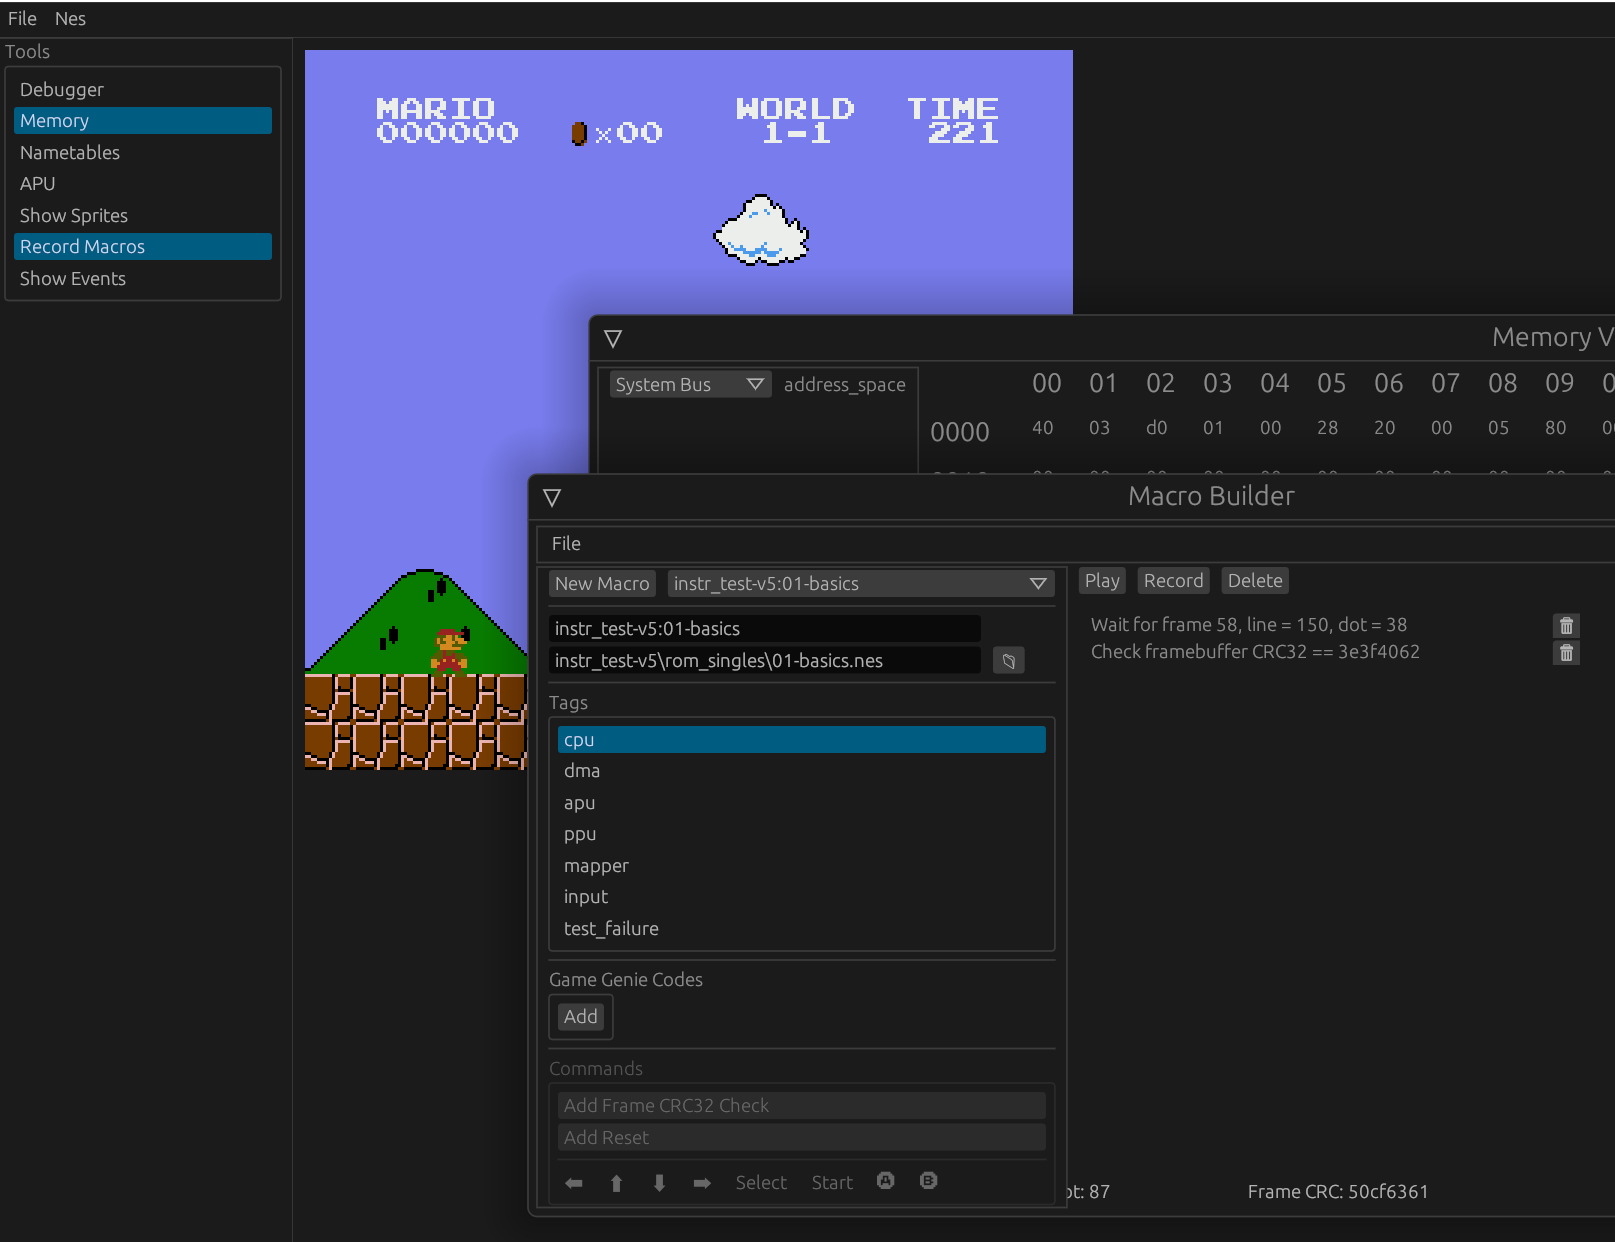 File Nes
Tools
Debugger
Memory
Nametables
APU
Show Sprites
Record Macros
Show Events
MARIO WORLD TIME
000000 x00 1-1 221
Memory V
System Bus address_space
00 01 02 03 04 05 06 07 08 09
0000 40 03 d0 01 00 28 20 00 05 80
Macro Builder
File
New Macro instr_test-v5:01-basics
Play Record Delete
instr_test-v5:01-basics
instr_test-v5\rom_singles\01-basics.nes
Wait for frame 58, line = 150, dot = 38
Check framebuffer CRC32 == 3e3f4062
Tags
cpu
dma
apu
ppu
mapper
input
test_failure
Game Genie Codes
Add
Commands
Add Frame CRC32 Check
Add Reset
Select Start A B
ot: 87 Frame CRC: 50cf6361